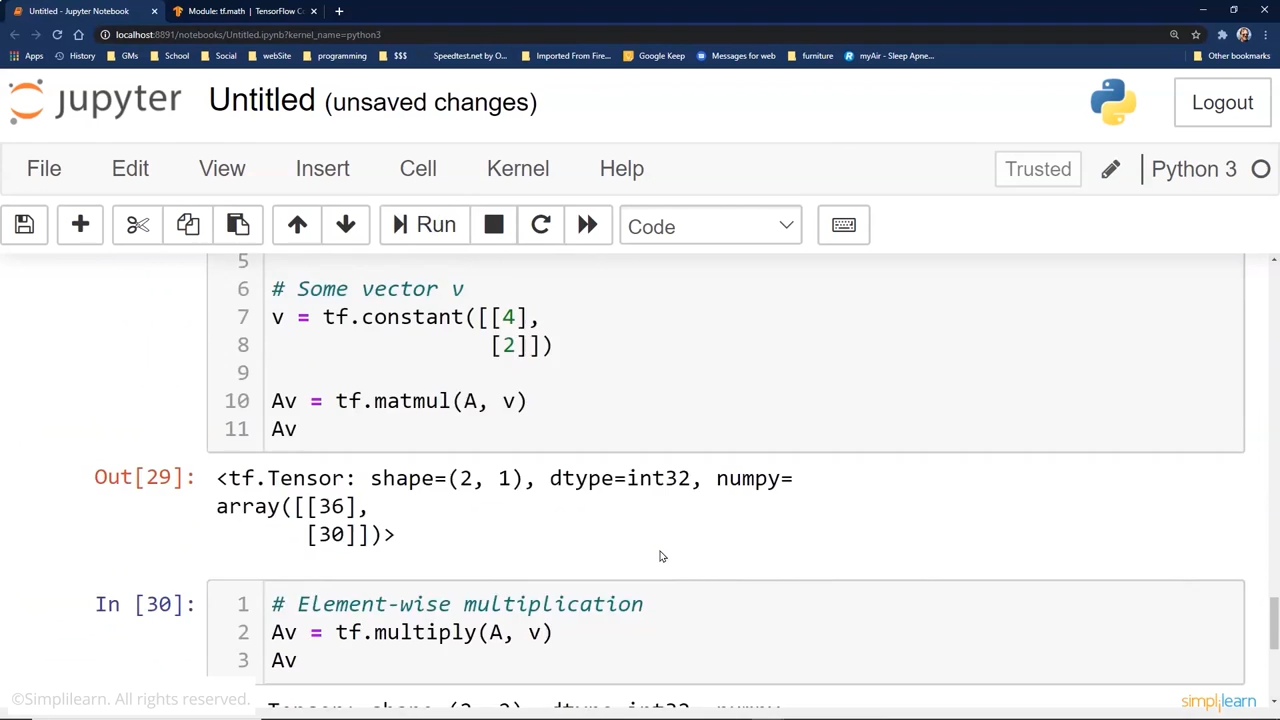 Untitled - Jupyter Notebook
Module: tf.math | TensorFlow Co
localhost:8891/notebooks/Untitled.ipynb?kernel_name=python3
Apps History GMs School Social webSite programming $$$ Speedtest.net by O... Imported From Fire... Google Keep Messages for web furniture myAir - Sleep Apne... Other bookmarks
jupyter Untitled (unsaved changes) Logout
File Edit View Insert Cell Kernel Help Trusted Python 3
Run Code
5
6 # Some vector v
7 v = tf.constant([[4],
8 [2]])
9
10 Av = tf.matmul(A, v)
11 Av
Out[29]: <tf.Tensor: shape=(2, 1), dtype=int32, numpy=
array([[36],
[30]])>
In [30]: 1 # Element-wise multiplication
2 Av = tf.multiply(A, v)
3 Av
©Simplilearn. All rights reserved.
simplilearn